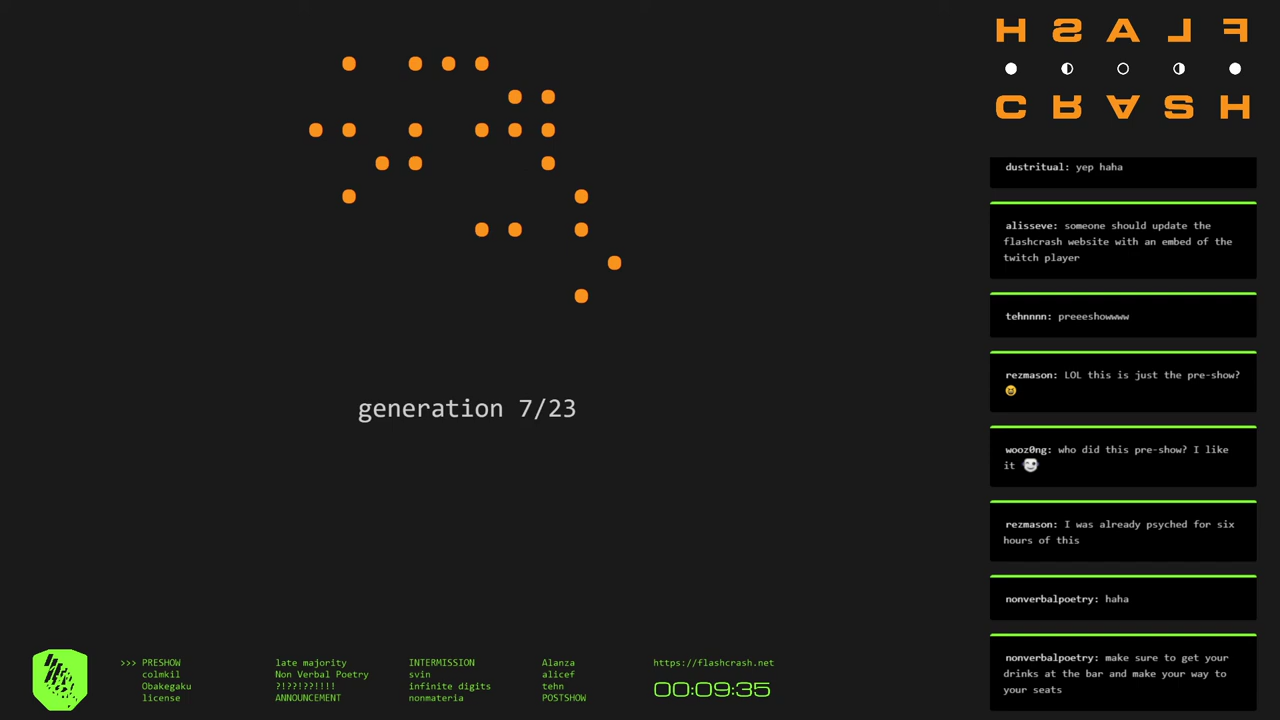 FLASH
CRASH
dustritual: yep haha
alisseve: someone should update the
flashcrash website with an embed of the
twitch player
tehnnnn: preeeshowwww
rezmason: LOL this is just the pre-show?
wooz0ng: who did this pre-show? I like
it
rezmason: I was already psyched for six
hours of this
nonverbalpoetry: haha
nonverbalpoetry: make sure to get your
drinks at the bar and make your way to
your seats
generation 7/23
>>> PRESHOW
colmkil
Obakegaku
license
late majority
Non Verbal Poetry
?!??!??!!!!
ANNOUNCEMENT
INTERMISSION
svin
infinite digits
nonmateria
Alanza
alicef
tehn
POSTSHOW
https://flashcrash.net
00:09:35